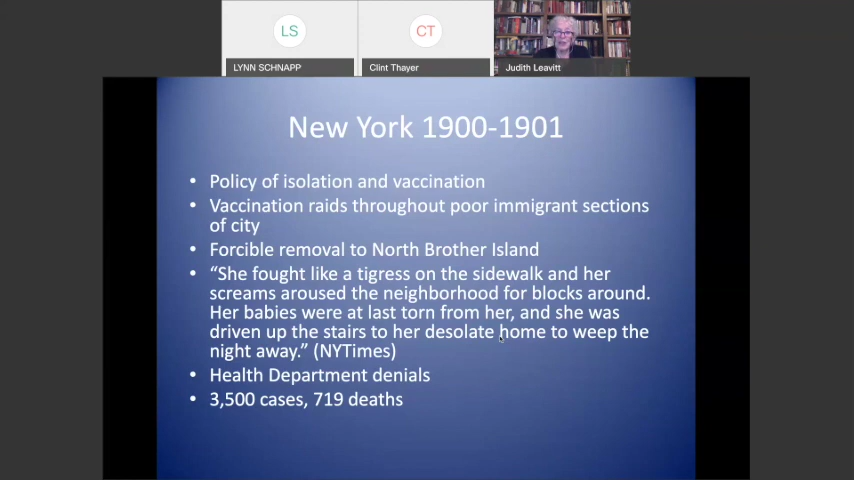 LS
CT
LYNN SCHNAPP
Clint Thayer
Judith Leavitt
New York 1900-1901
• Policy of isolation and vaccination
• Vaccination raids throughout poor immigrant sections
of city
• Forcible removal to North Brother Island
• “She fought like a tigress on the sidewalk and her
screams aroused the neighborhood for blocks around.
Her babies were at last torn from her, and she was
driven up the stairs to her desolate home to weep the
night away.” (NYTimes)
• Health Department denials
• 3,500 cases, 719 deaths